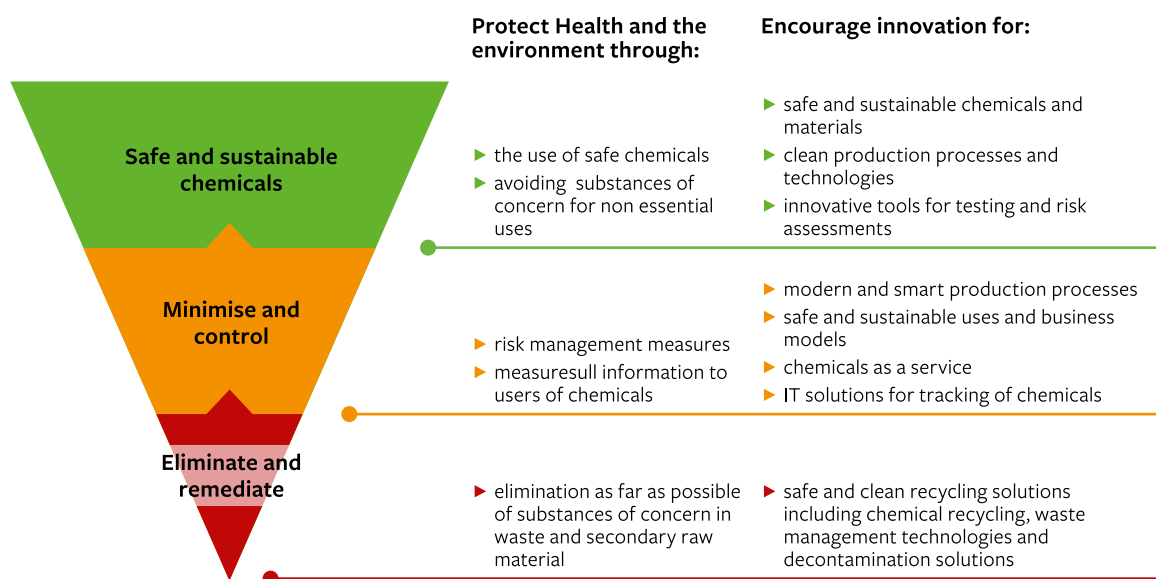 Protect Health and the
environment through:
Encourage innovation for:
Safe and sustainable
chemicals
the use of safe chemicals
avoiding  substances of
concern for non essential
uses
safe and sustainable chemicals and
materials
clean production processes and
technologies
innovative tools for testing and risk
assessments
Minimise and
control
risk management measures
measuresull information to
users of chemicals
modern and smart production processes
safe and sustainable uses and business
models
chemicals as a service
IT solutions for tracking of chemicals
Eliminate and
remediate
elimination as far as possible
of substances of concern in
waste and secondary raw
material
safe and clean recycling solutions
including chemical recycling, waste
management technologies and
decontamination solutions